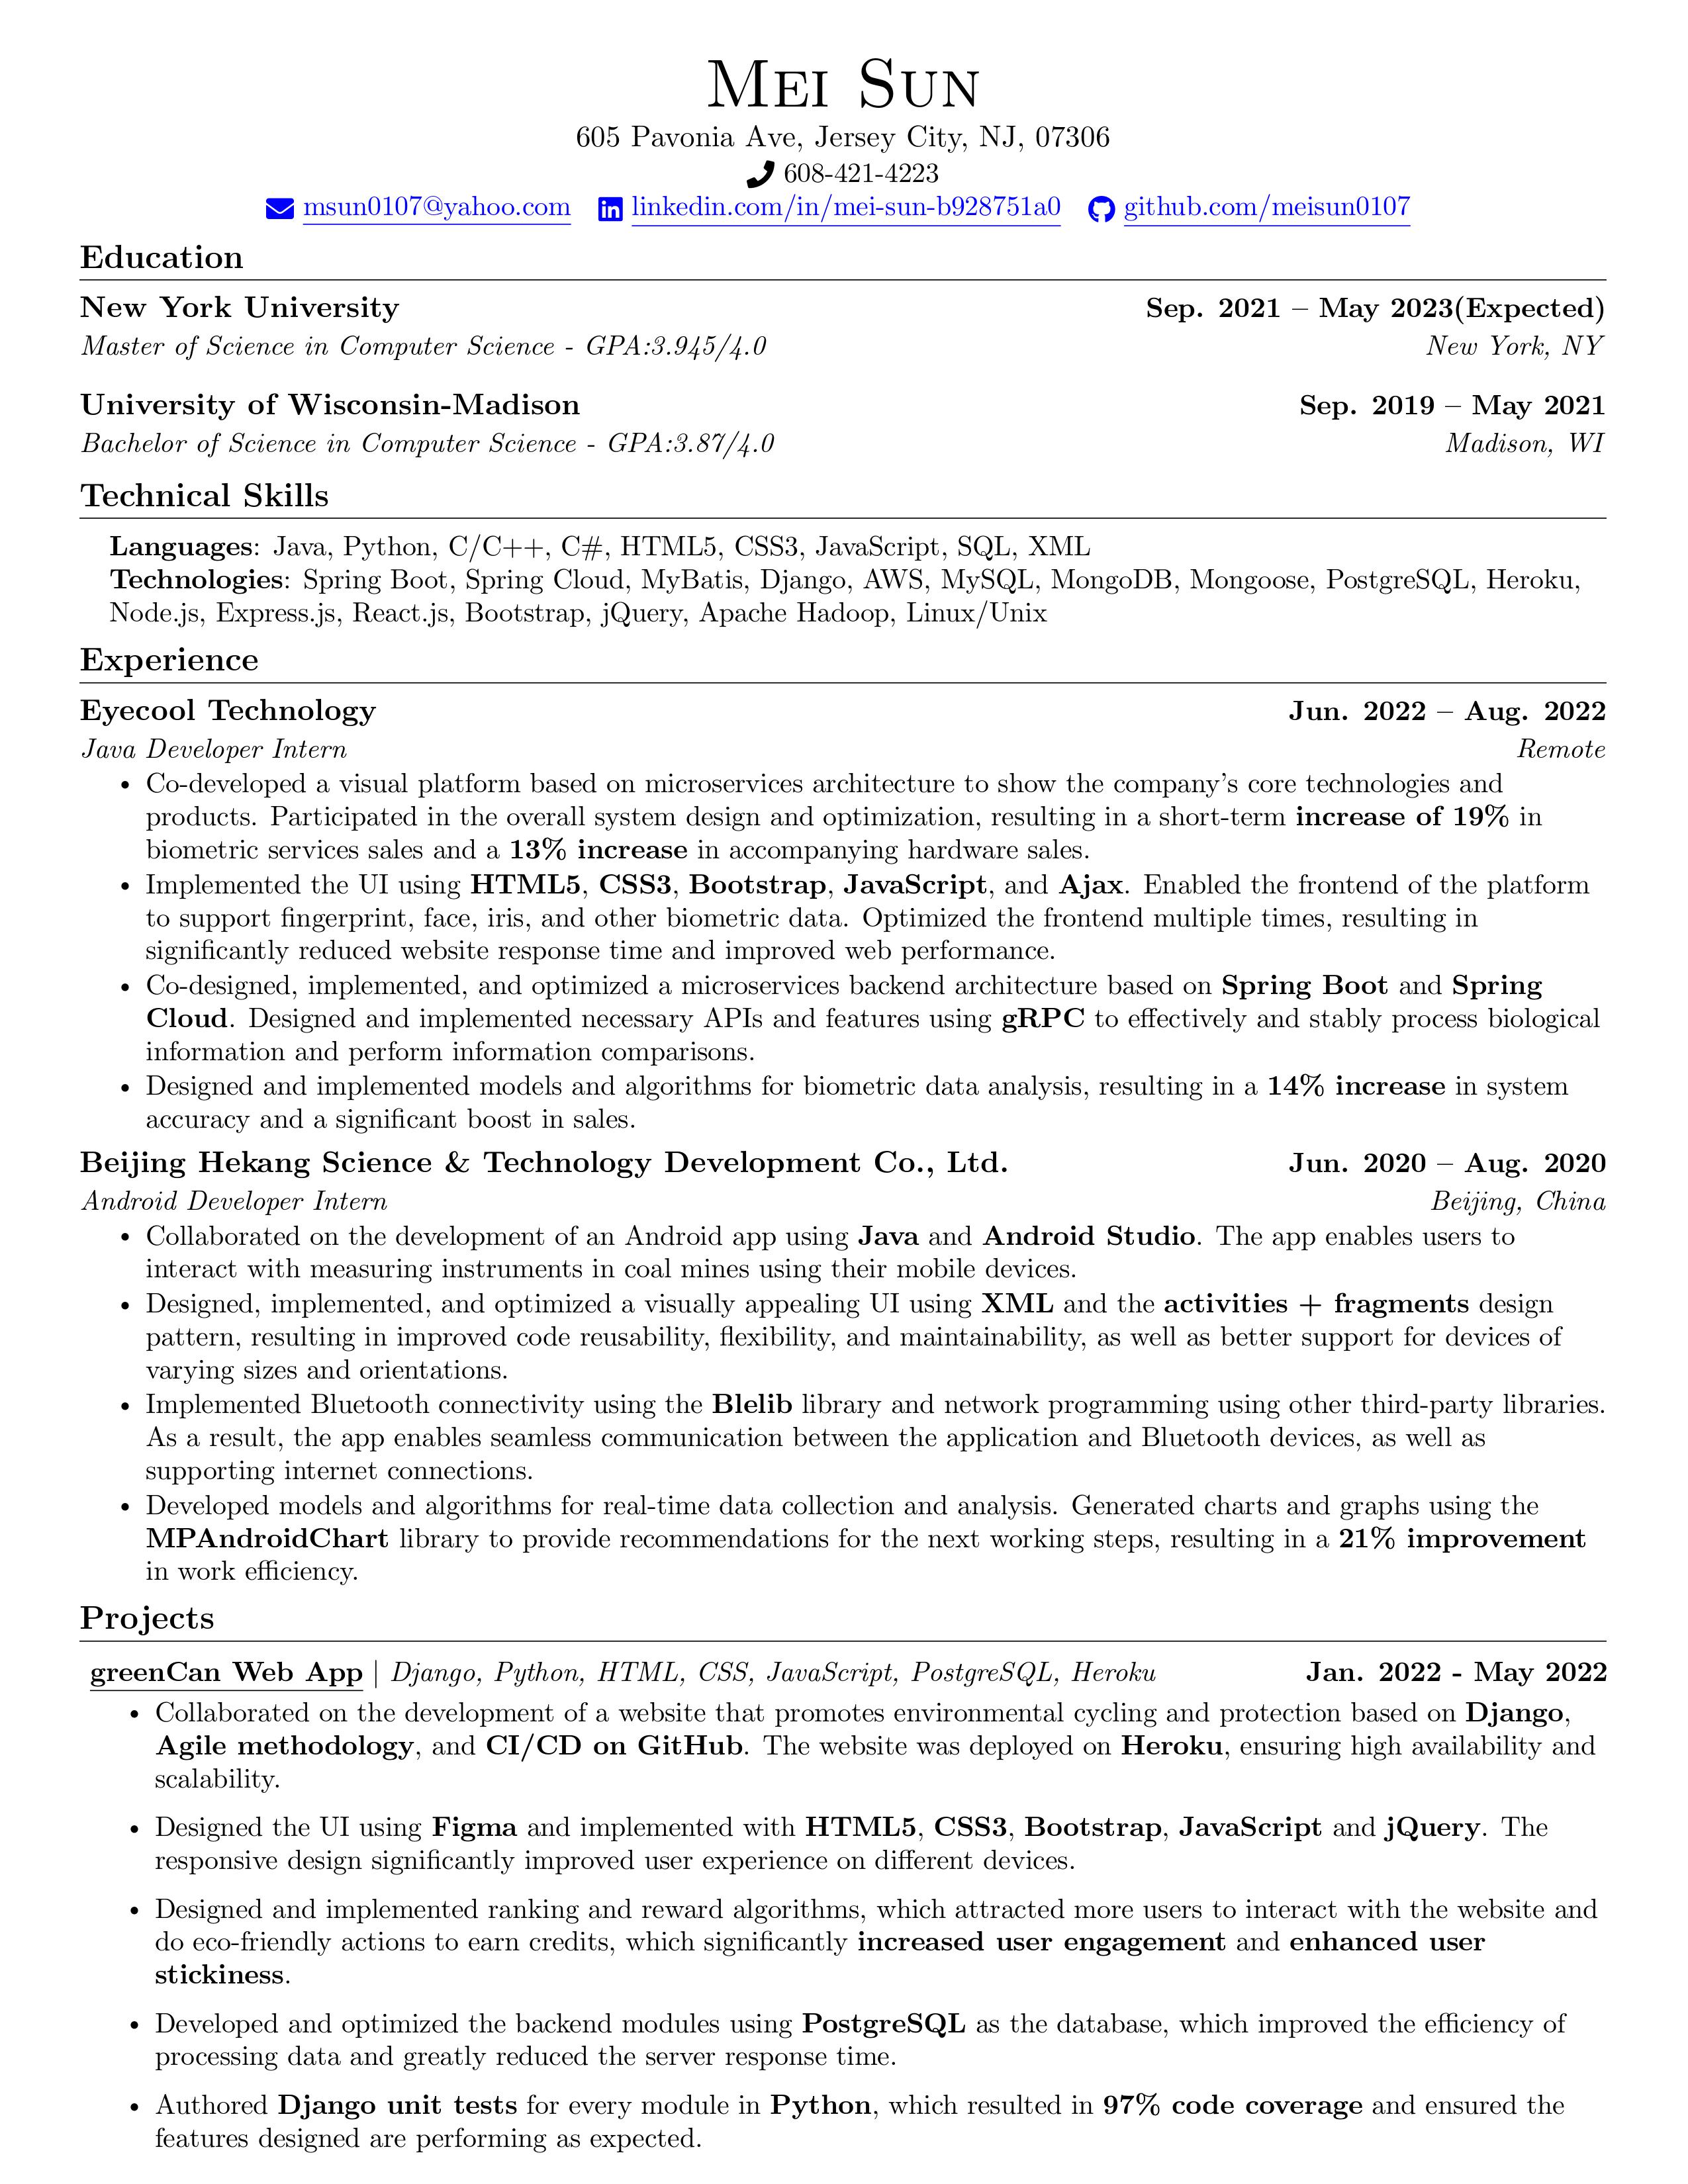 Mei Sun
605 Pavonia Ave, Jersey City, NJ, 07306
608-421-4223
msun0107@yahoo.com linkedin.com/in/mei-sun-b928751a0 github.com/meisun0107
Education
New York University Sep. 2021 – May 2023(Expected)
Master of Science in Computer Science - GPA:3.945/4.0 New York, NY
University of Wisconsin-Madison Sep. 2019 – May 2021
Bachelor of Science in Computer Science - GPA:3.87/4.0 Madison, WI
Technical Skills
Languages: Java, Python, C/C++, C#, HTML5, CSS3, JavaScript, SQL, XML
Technologies: Spring Boot, Spring Cloud, MyBatis, Django, AWS, MySQL, MongoDB, Mongoose, PostgreSQL, Heroku,
Node.js, Express.js, React.js, Bootstrap, jQuery, Apache Hadoop, Linux/Unix
Experience
Eyecool Technology Jun. 2022 – Aug. 2022
Java Developer Intern Remote
• Co-developed a visual platform based on microservices architecture to show the company's core technologies and
products. Participated in the overall system design and optimization, resulting in a short-term increase of 19% in
biometric services sales and a 13% increase in accompanying hardware sales.
• Implemented the UI using HTML5, CSS3, Bootstrap, JavaScript, and Ajax. Enabled the frontend of the platform
to support fingerprint, face, iris, and other biometric data. Optimized the frontend multiple times, resulting in
significantly reduced website response time and improved web performance.
• Co-designed, implemented, and optimized a microservices backend architecture based on Spring Boot and Spring
Cloud. Designed and implemented necessary APIs and features using gRPC to effectively and stably process biological
information and perform information comparisons.
• Designed and implemented models and algorithms for biometric data analysis, resulting in a 14% increase in system
accuracy and a significant boost in sales.
Beijing Hekang Science & Technology Development Co., Ltd. Jun. 2020 – Aug. 2020
Android Developer Intern Beijing, China
• Collaborated on the development of an Android app using Java and Android Studio. The app enables users to
interact with measuring instruments in coal mines using their mobile devices.
• Designed, implemented, and optimized a visually appealing UI using XML and the activities + fragments design
pattern, resulting in improved code reusability, flexibility, and maintainability, as well as better support for devices of
varying sizes and orientations.
• Implemented Bluetooth connectivity using the Blelib library and network programming using other third-party libraries.
As a result, the app enables seamless communication between the application and Bluetooth devices, as well as
supporting internet connections.
• Developed models and algorithms for real-time data collection and analysis. Generated charts and graphs using the
MPAndroidChart library to provide recommendations for the next working steps, resulting in a 21% improvement
in work efficiency.
Projects
greenCan Web App | Django, Python, HTML, CSS, JavaScript, PostgreSQL, Heroku Jan. 2022 - May 2022
• Collaborated on the development of a website that promotes environmental cycling and protection based on Django,
Agile methodology, and CI/CD on GitHub. The website was deployed on Heroku, ensuring high availability and
scalability.
• Designed the UI using Figma and implemented with HTML5, CSS3, Bootstrap, JavaScript and jQuery. The
responsive design significantly improved user experience on different devices.
• Designed and implemented ranking and reward algorithms, which attracted more users to interact with the website and
do eco-friendly actions to earn credits, which significantly increased user engagement and enhanced user
stickiness.
• Developed and optimized the backend modules using PostgreSQL as the database, which improved the efficiency of
processing data and greatly reduced the server response time.
• Authored Django unit tests for every module in Python, which resulted in 97% code coverage and ensured the
features designed are performing as expected.